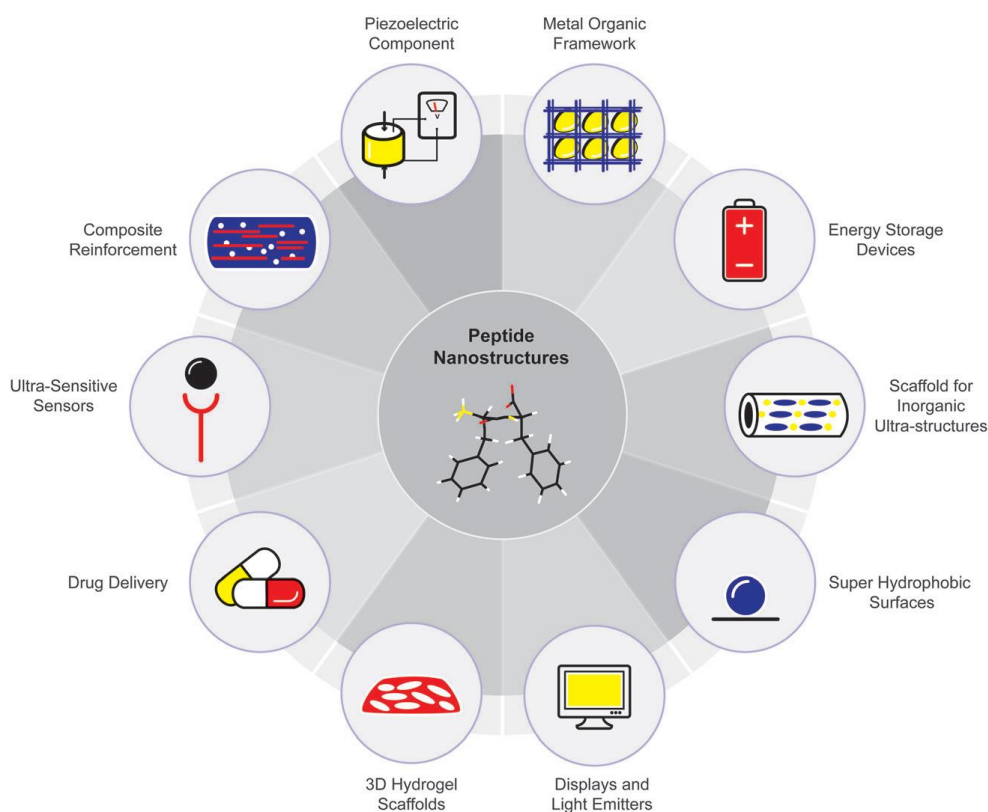 Piezoelectric
Component
Metal Organic
Framework
Composite
Reinforcement
V
+
−
Energy Storage
Devices
Peptide
Nanostructures
Ultra-Sensitive
Sensors
Scaffold for
Inorganic
Ultra-structures
Drug Delivery
Super Hydrophobic
Surfaces
3D Hydrogel
Scaffolds
Displays and
Light Emitters